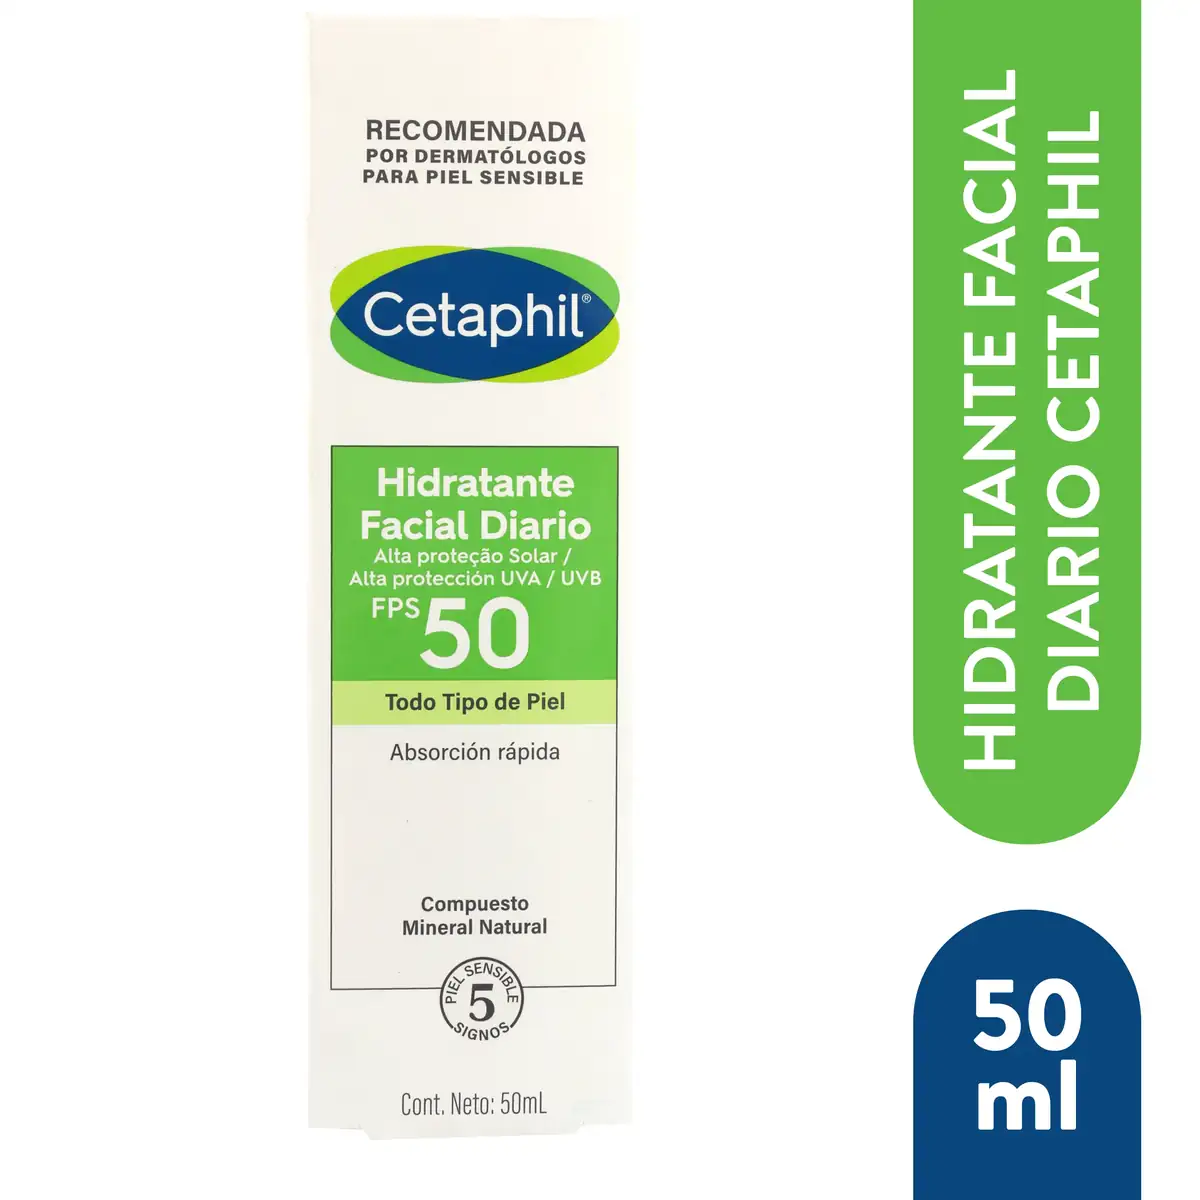 RECOMENDADA
POR DERMATÓLOGOS
PARA PIEL SENSIBLE
Cetaphil®
Hidratante
Facial Diario
Alta proteção Solar /
Alta protección UVA / UVB
FPS 50
Todo Tipo de Piel
Absorción rápida
Compuesto
Mineral Natural
PIEL SENSIBLE
5
SIGNOS
Cont. Neto: 50mL
HIDRATANTE FACIAL
DIARIO CETAPHIL
50
ml